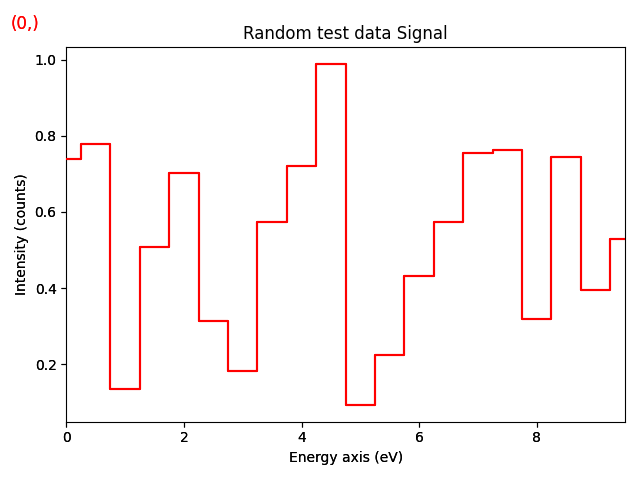 (0,)
Random test data Signal
Intensity (counts)
1.0
0.8
0.6
0.4
0.2
0 2 4 6 8
Energy axis (eV)